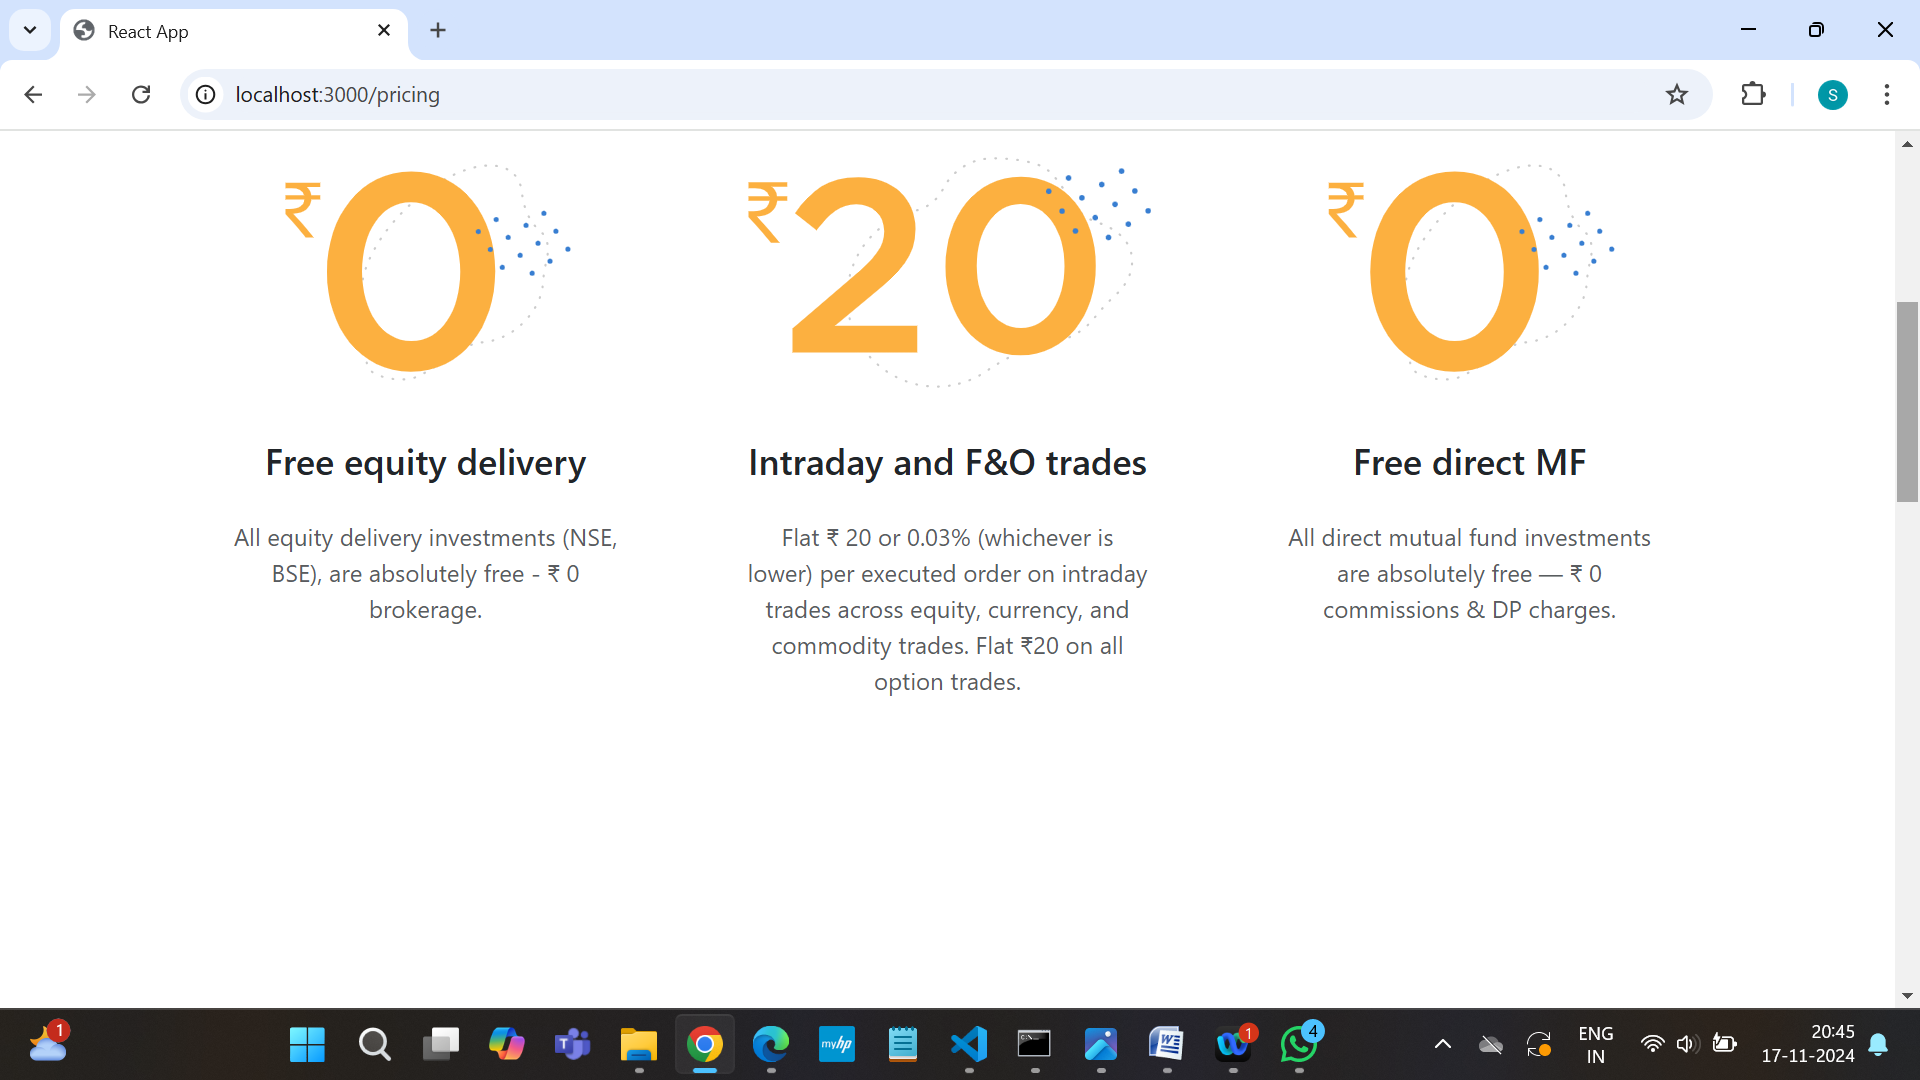 React App
localhost:3000/pricing
S
₹0
₹20
₹0
Free equity delivery
All equity delivery investments (NSE,
BSE), are absolutely free - ₹ 0
brokerage.
Intraday and F&O trades
Flat ₹ 20 or 0.03% (whichever is
lower) per executed order on intraday
trades across equity, currency, and
commodity trades. Flat ₹20 on all
option trades.
Free direct MF
All direct mutual fund investments
are absolutely free — ₹ 0
commissions & DP charges.
1
T
myhp
C:\_
W
1
4
ENG
IN
20:45
17-11-2024